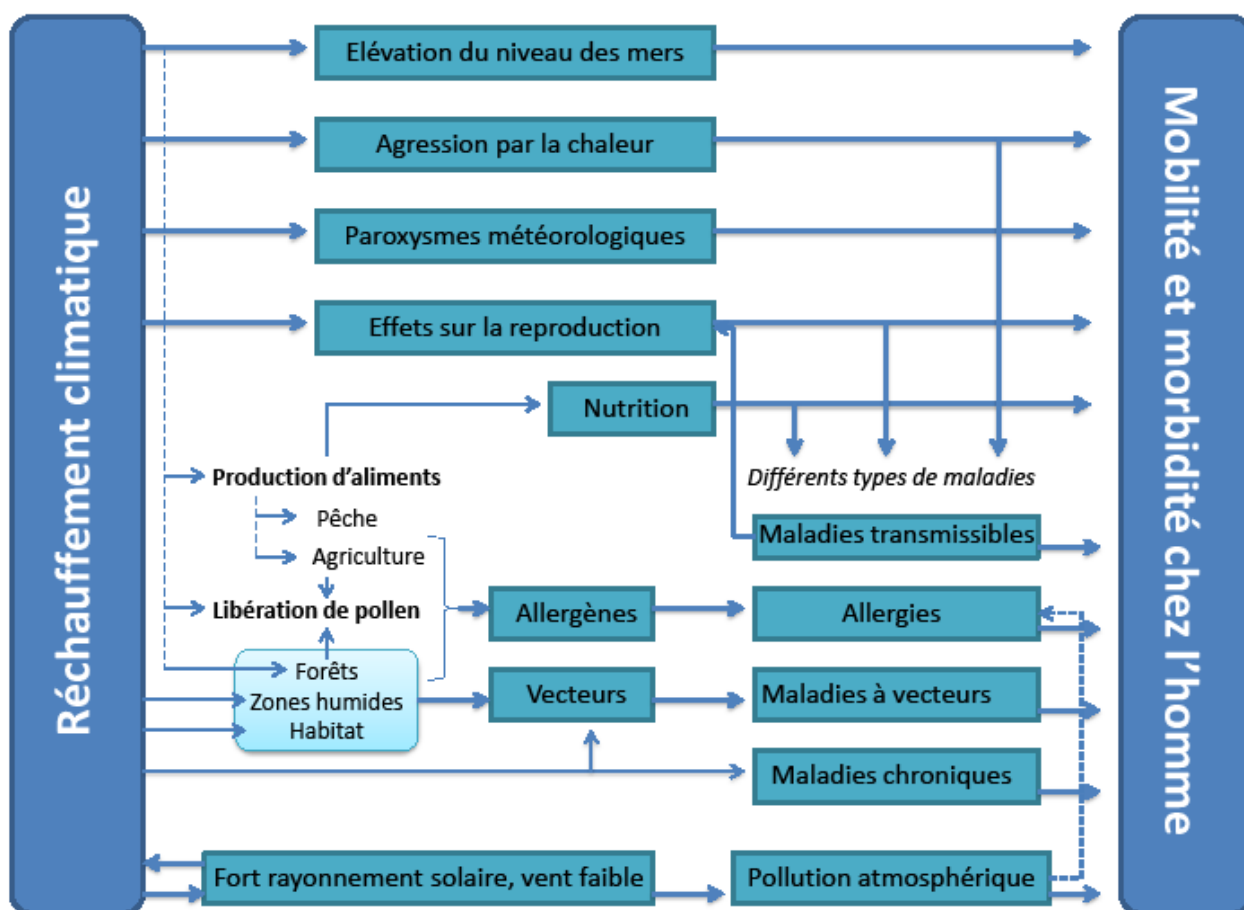 Réchauffement climatique
Elévation du niveau des mers
Agression par la chaleur
Paroxysmes météorologiques
Effets sur la reproduction
Nutrition
Production d'aliments
Différents types de maladies
Pêche
Maladies transmissibles
Agriculture
Libération de pollen
Allergènes
Allergies
Forêts
Zones humides
Habitat
Vecteurs
Maladies à vecteurs
Maladies chroniques
Fort rayonnement solaire, vent faible
Pollution atmosphérique
Mobilité et morbidité chez l'homme